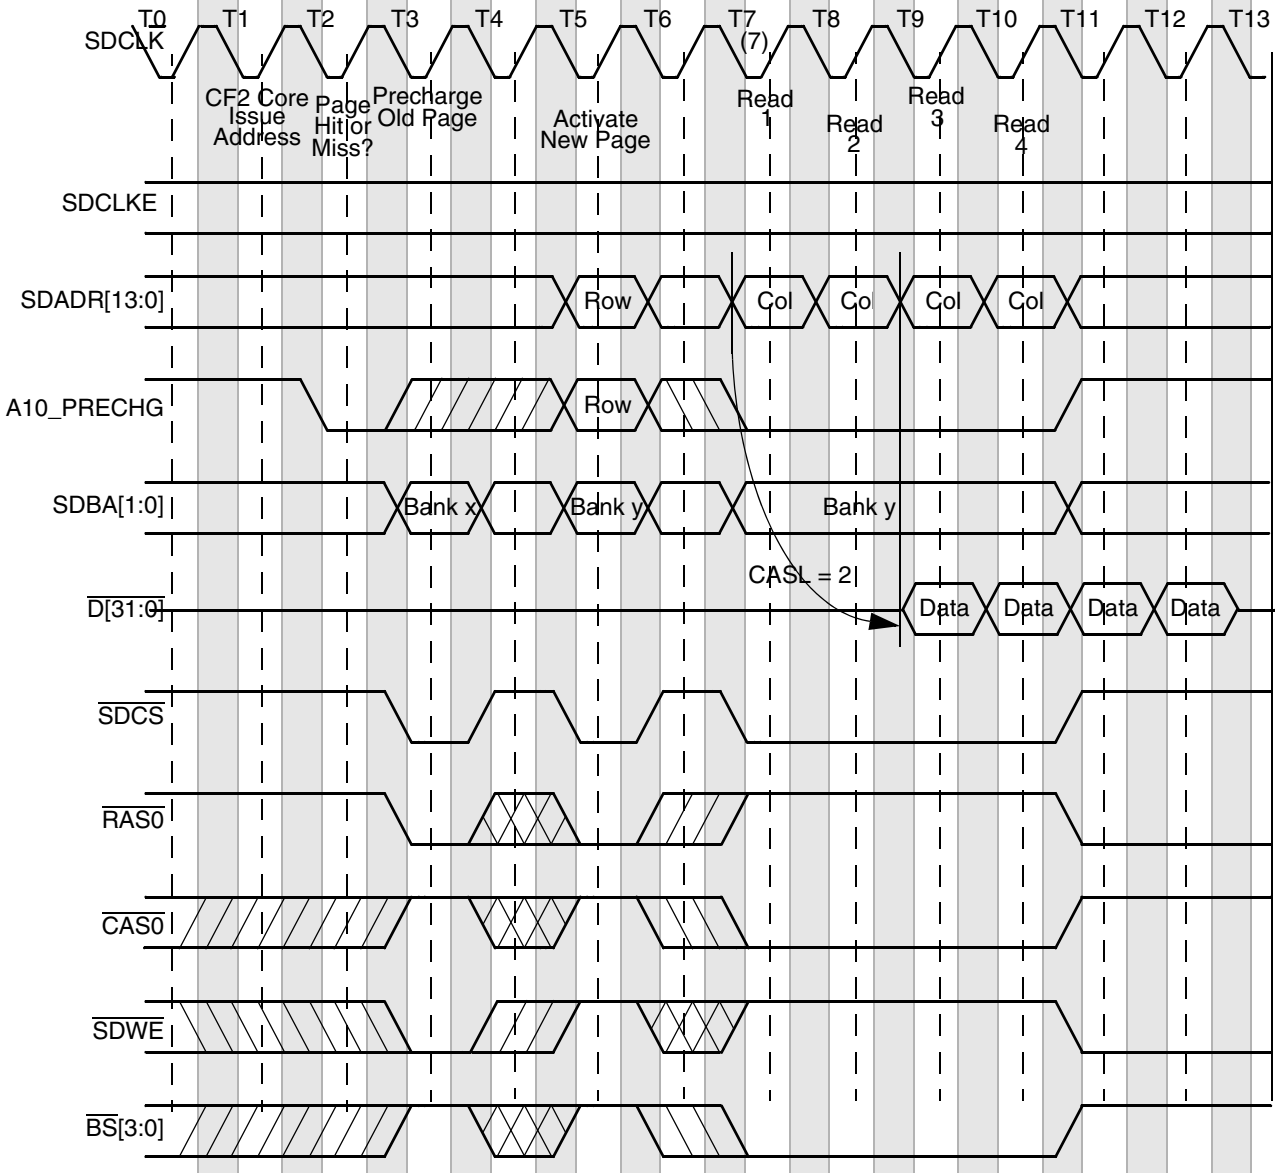 T0 T1 T2 T3 T4 T5 T6 T7 T8 T9 T10 T11 T12 T13
SDCLK
(7)
CF2 Core
Issue
Address
Page
Hit or
Miss?
Precharge
Old Page
Activate
New Page
Read
1
Read
2
Read
3
Read
4
SDCLKE
SDADR[13:0]
Row Col Col Col Col
A10_PRECHG
Row
SDBA[1:0]
Bank x Bank y Bank y
CASL = 2
D[31:0]
Data Data Data Data
SDCS
RAS0
CAS0
SDWE
BS[3:0]